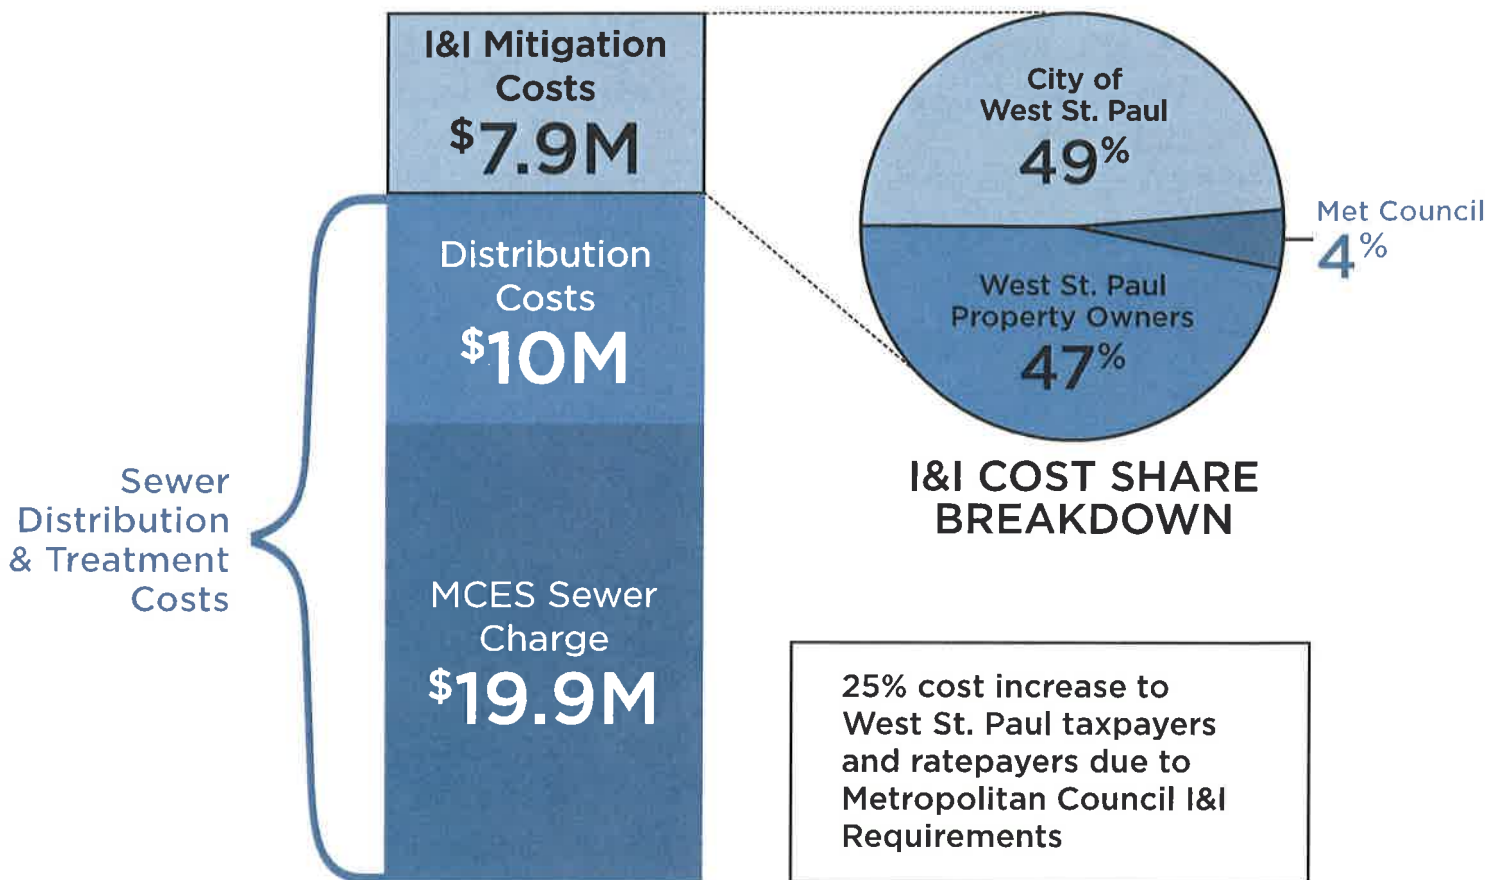 I&I Mitigation
Costs
$7.9M
Distribution
Costs
$10M
MCES Sewer
Charge
$19.9M
Sewer
Distribution
& Treatment
Costs
City of
West St. Paul
49%
Met Council
4%
West St. Paul
Property Owners
47%
I&I COST SHARE
BREAKDOWN
25% cost increase to
West St. Paul taxpayers
and ratepayers due to
Metropolitan Council I&I
Requirements